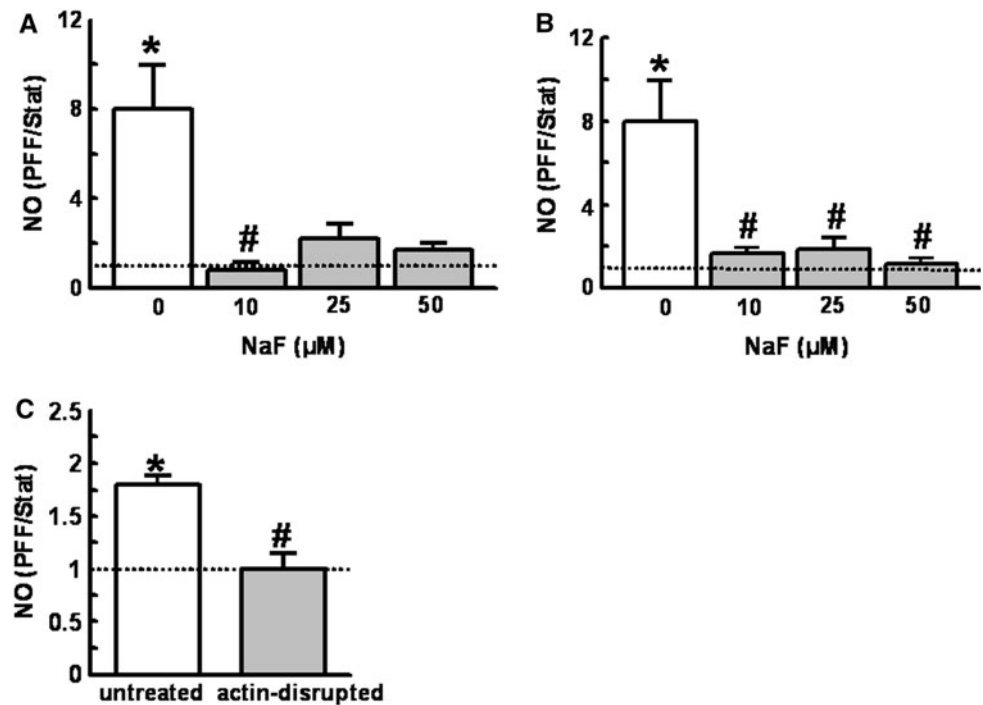 A
NO (PFF/Stat)
12
8
4
0
*
#
0 10 25 50
NaF (µM)
B
NO (PFF/Stat)
12
8
4
0
*
#
#
#
0 10 25 50
NaF (µM)
C
NO (PFF/Stat)
2.5
2
1.5
1
0.5
0
*
#
untreated actin-disrupted